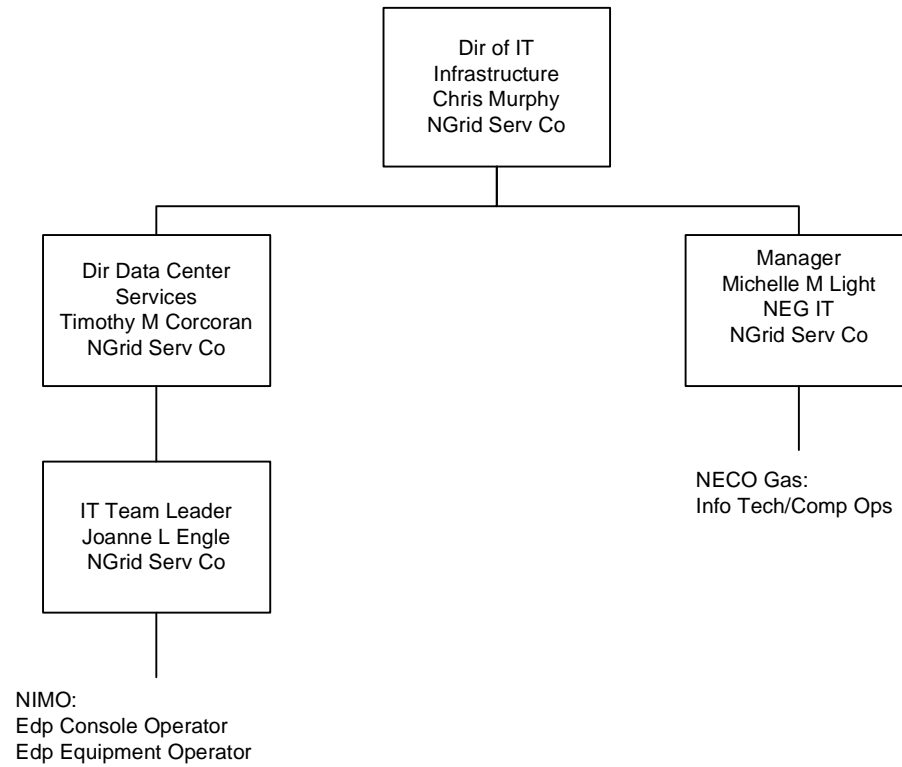 Dir of IT
Infrastructure
Chris Murphy
NGrid Serv Co
Dir Data Center
Services
Timothy M Corcoran
NGrid Serv Co
Manager
Michelle M Light
NEG IT
NGrid Serv Co
IT Team Leader
Joanne L Engle
NGrid Serv Co
NECO Gas:
Info Tech/Comp Ops
NIMO:
Edp Console Operator
Edp Equipment Operator